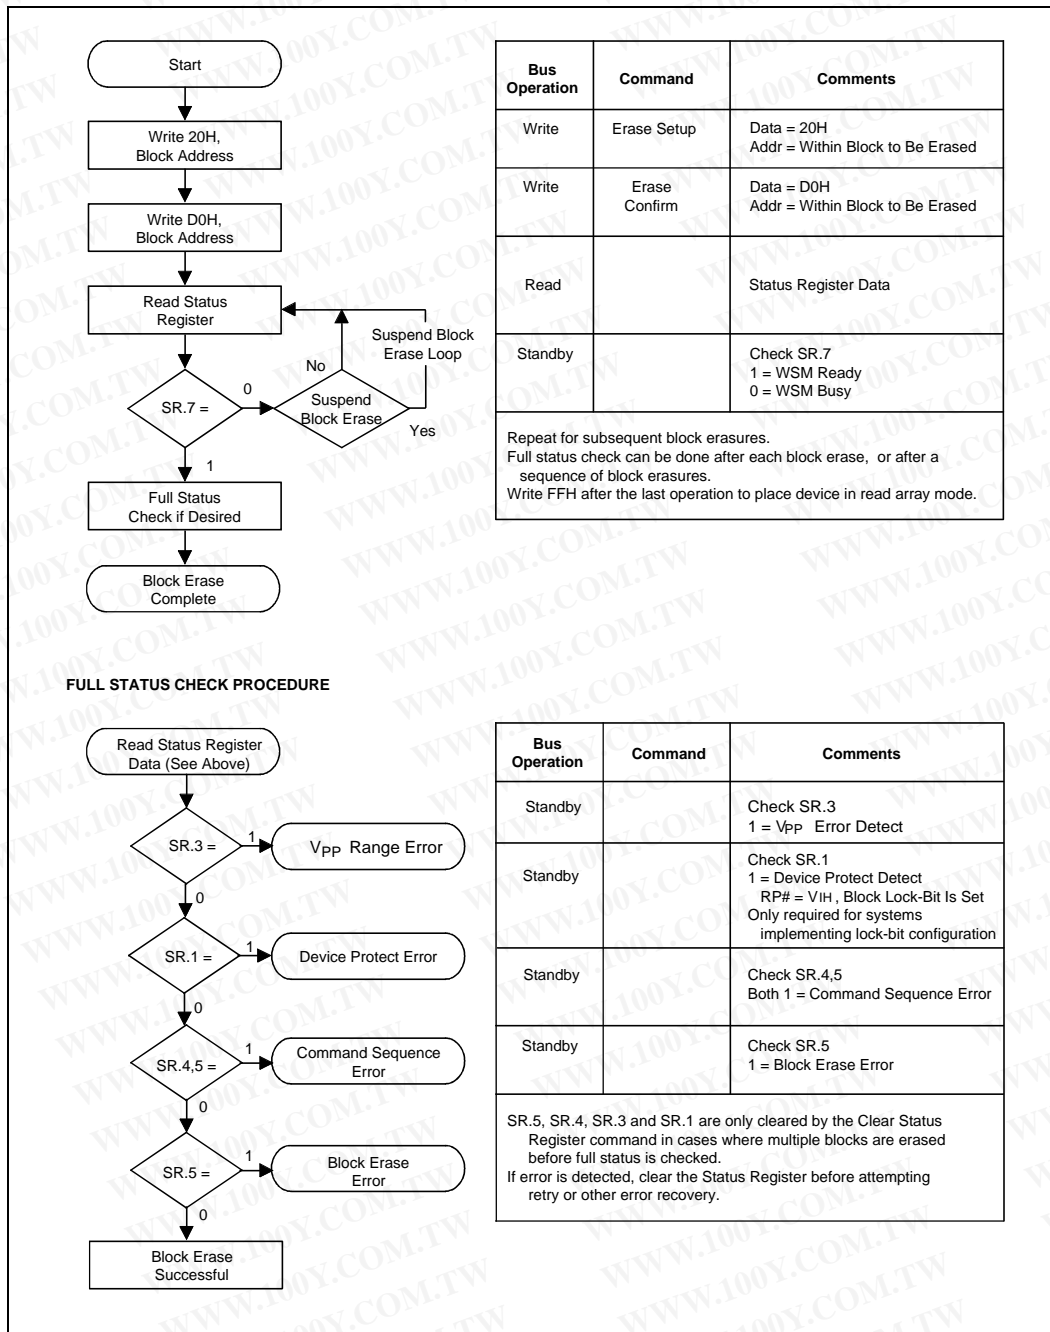 Start
Write 20H,
Block Address
Write D0H,
Block Address
Read Status
Register
Suspend Block
Erase Loop
No
0
SR.7 =
Suspend
Block Erase
Yes
1
Full Status
Check if Desired
Block Erase
Complete
Bus
Operation
Command
Comments
Write
Erase Setup
Data = 20H
Addr = Within Block to Be Erased
Write
Erase
Confirm
Data = D0H
Addr = Within Block to Be Erased
Read
Status Register Data
Standby
Check SR.7
1 = WSM Ready
0 = WSM Busy
Repeat for subsequent block erasures.
Full status check can be done after each block erase, or after a
sequence of block erasures.
Write FFH after the last operation to place device in read array mode.
FULL STATUS CHECK PROCEDURE
Read Status Register
Data (See Above)
SR.3 =
1
VPP Range Error
0
SR.1 =
1
Device Protect Error
0
SR.4,5 =
1
Command Sequence
Error
0
SR.5 =
1
Block Erase
Error
0
Block Erase
Successful
Bus
Operation
Command
Comments
Standby
Check SR.3
1 = VPP Error Detect
Standby
Check SR.1
1 = Device Protect Detect
RP# = VIH, Block Lock-Bit Is Set
Only required for systems
implementing lock-bit configuration
Standby
Check SR.4,5
Both 1 = Command Sequence Error
Standby
Check SR.5
1 = Block Erase Error
SR.5, SR.4, SR.3 and SR.1 are only cleared by the Clear Status
Register command in cases where multiple blocks are erased
before full status is checked.
If error is detected, clear the Status Register before attempting
retry or other error recovery.
WWW.100Y.COM.TW